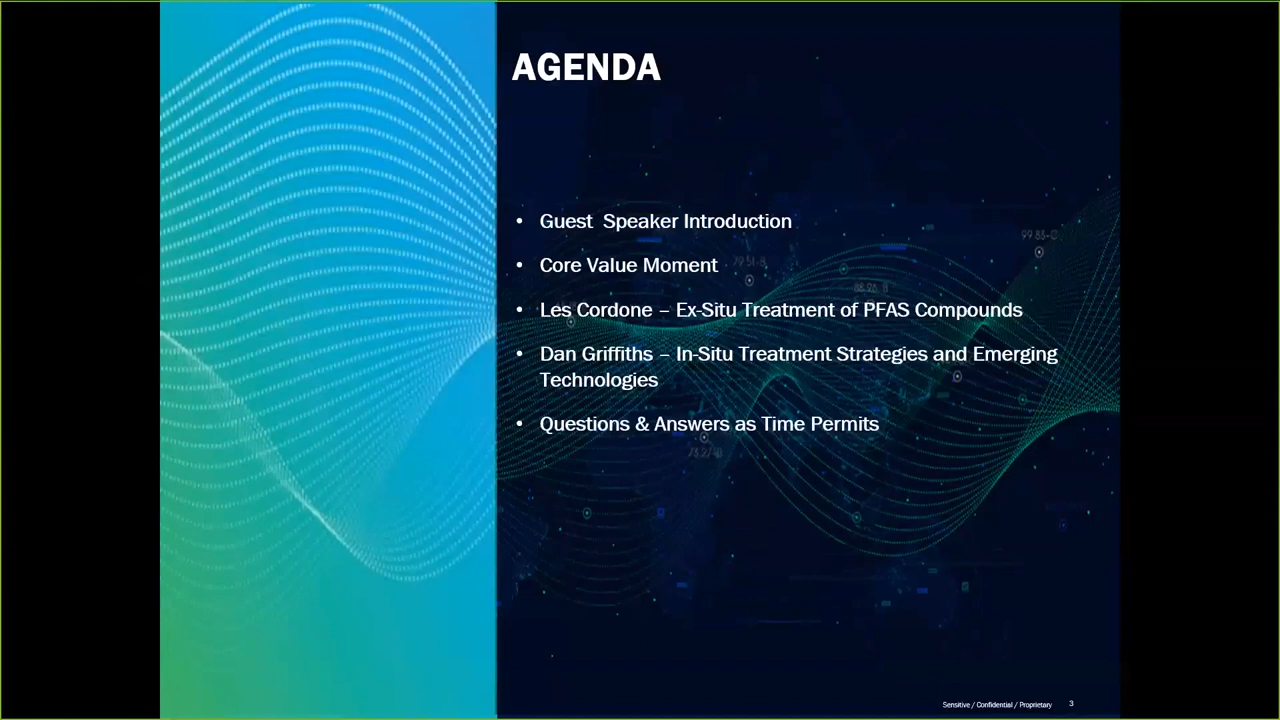 AGENDA
• Guest  Speaker Introduction
• Core Value Moment
• Les Cordone – Ex-Situ Treatment of PFAS Compounds
• Dan Griffiths – In-Situ Treatment Strategies and Emerging
Technologies
• Questions & Answers as Time Permits
Sensitive / Confidential / Proprietary 3